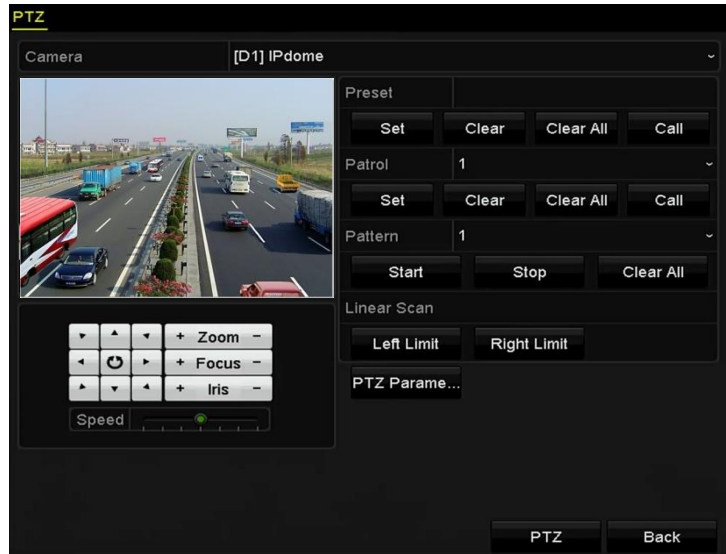 PTZ
Camera [D1] IPdome
Preset
Set Clear Clear All Call
Patrol 1
Set Clear Clear All Call
Pattern 1
Start Stop Clear All
Linear Scan
Left Limit Right Limit
PTZ Parame...
+ Zoom -
+ Focus -
+ Iris -
Speed
PTZ Back